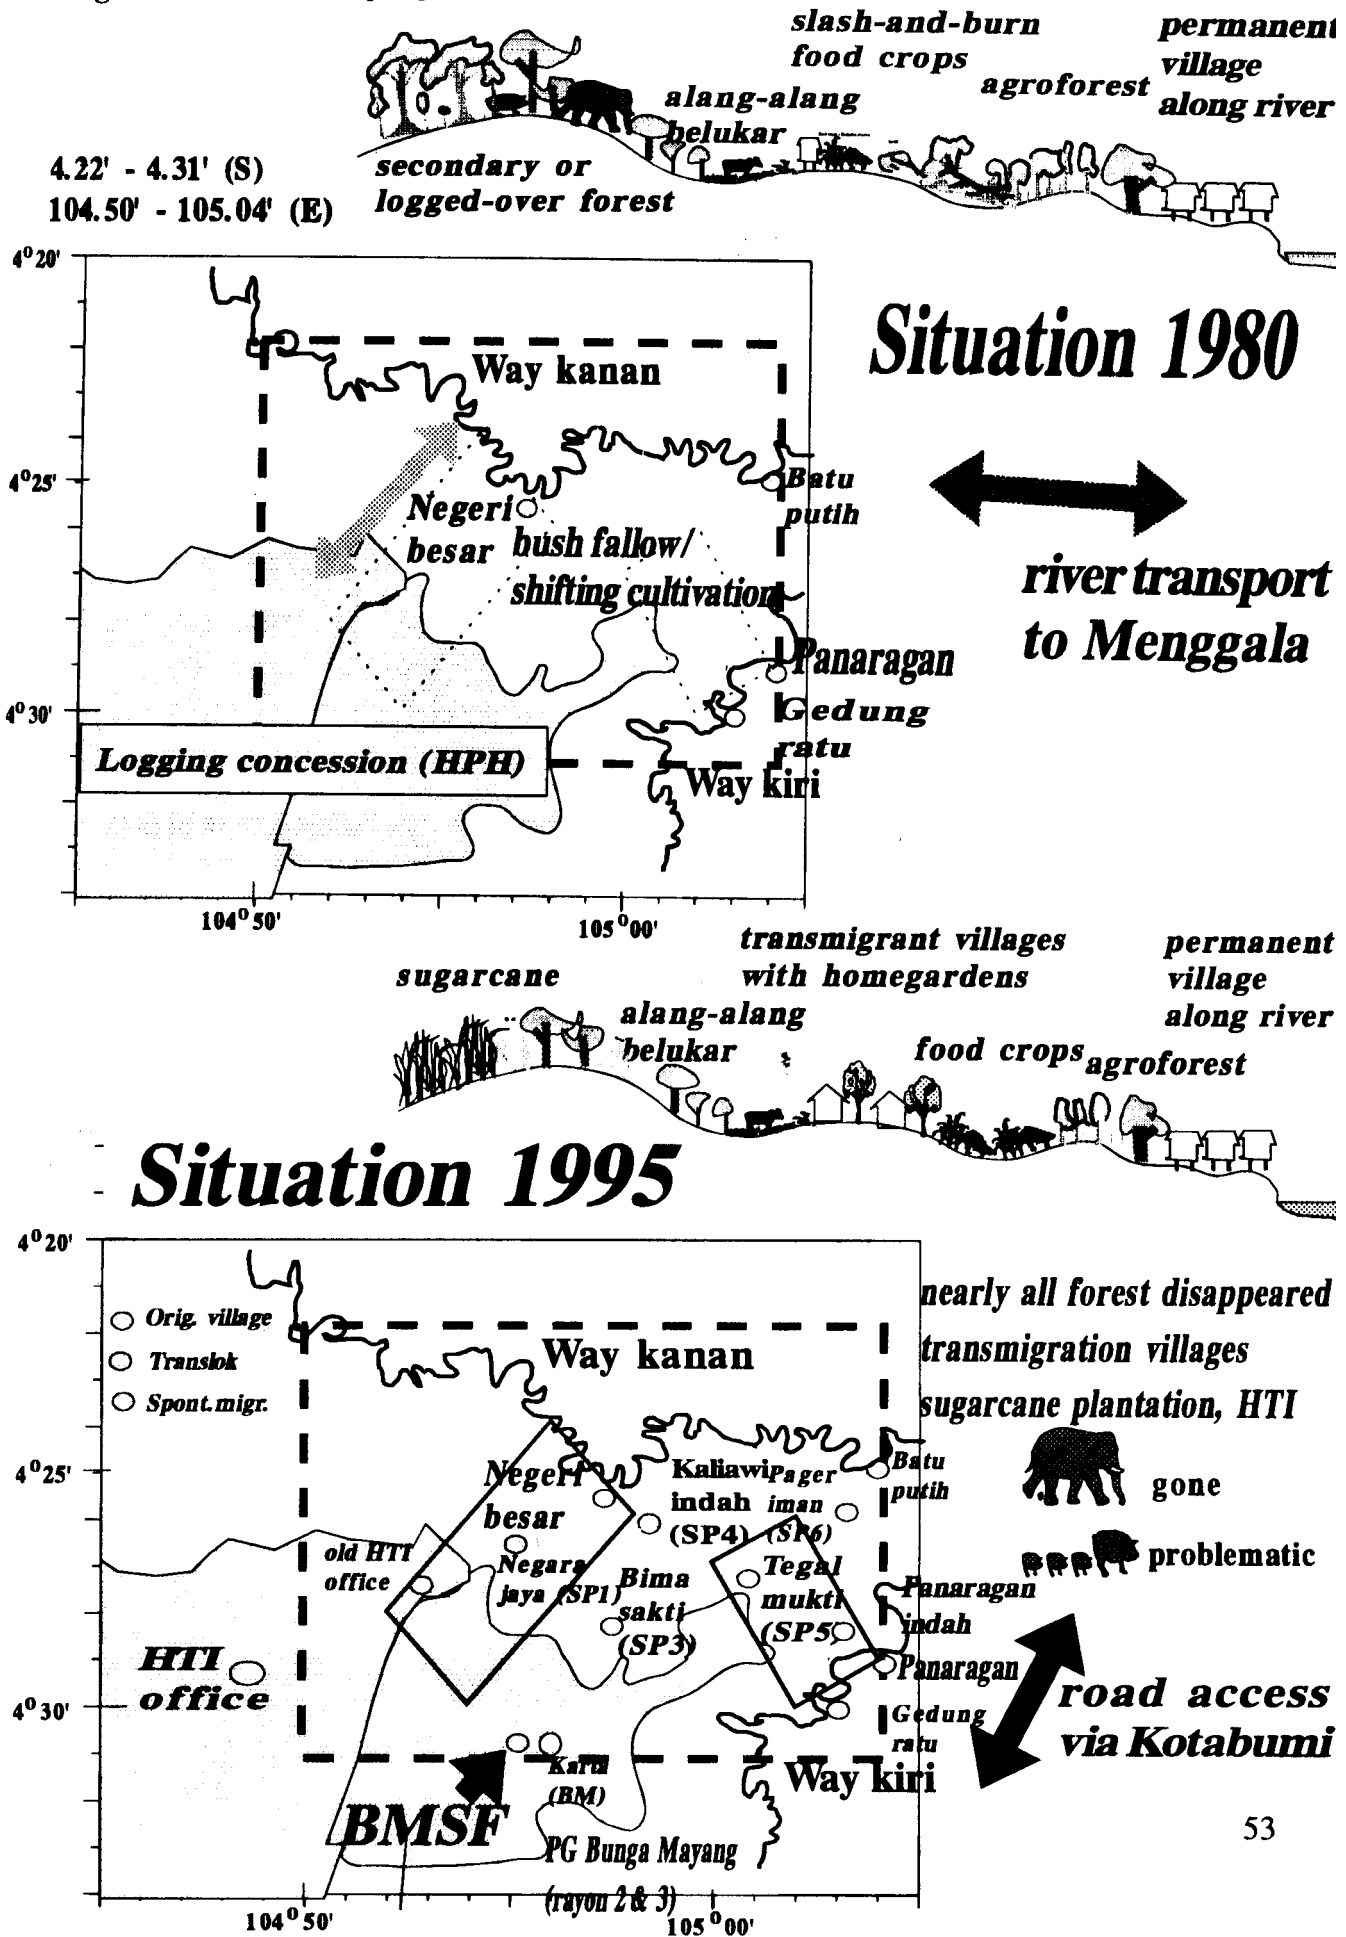 slash-and-burn
food crops
permanent
village
along river
agroforest
alang-alang
belukar
secondary or
logged-over forest
4.22' - 4.31' (S)
104.50' - 105.04' (E)
4° 20'
Situation 1980
Way kanan
4° 25'
Batu
putih
Negeri
besar
bush fallow/
shifting cultivation
river transport
to Menggala
Panaragan
4° 30'
Gedung
ratu
Logging concession (HPH)
Way kiri
104° 50'
105° 00'
transmigrant villages
with homegardens
permanent
village
along river
sugarcane
alang-alang
belukar
food crops
agroforest
Situation 1995
4° 20'
nearly all forest disappeared
transmigration villages
sugarcane plantation, HTI
Orig. village
Translok
Spont. migr.
Way kanan
4° 25'
Negeri
besar
Kaliawi
indah
(SP4)
Pager
iman
(SP6)
Batu
putih
gone
problematic
old HTI
office
Negara
jaya (SP1)
Bima
sakti
(SP3)
Tegal
mukti
(SP5)
Panaragan
indah
HTI
office
Panaragan
road access
via Kotabumi
4° 30'
Gedung
ratu
Way kiri
Karta
(BM)
BMSF
PG Bunga Mayang
(rayon 2 & 3)
53
104° 50'
105° 00'